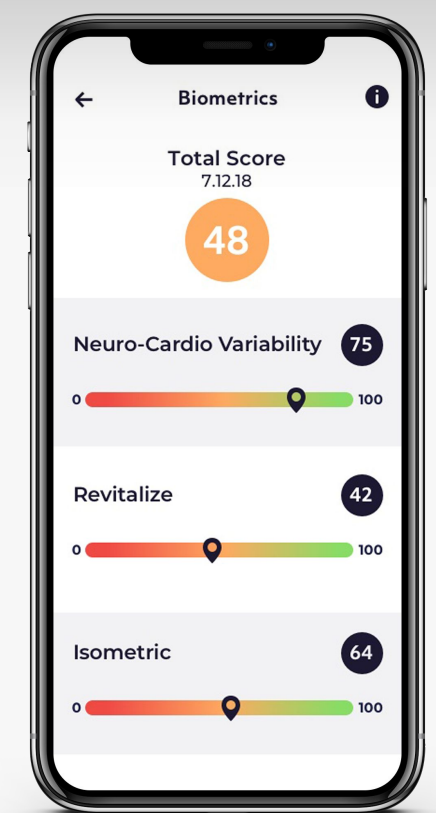 Biometrics
Total Score
7.12.18
48
Neuro-Cardio Variability 75
0 100
Revitalize 42
0 100
Isometric 64
0 100